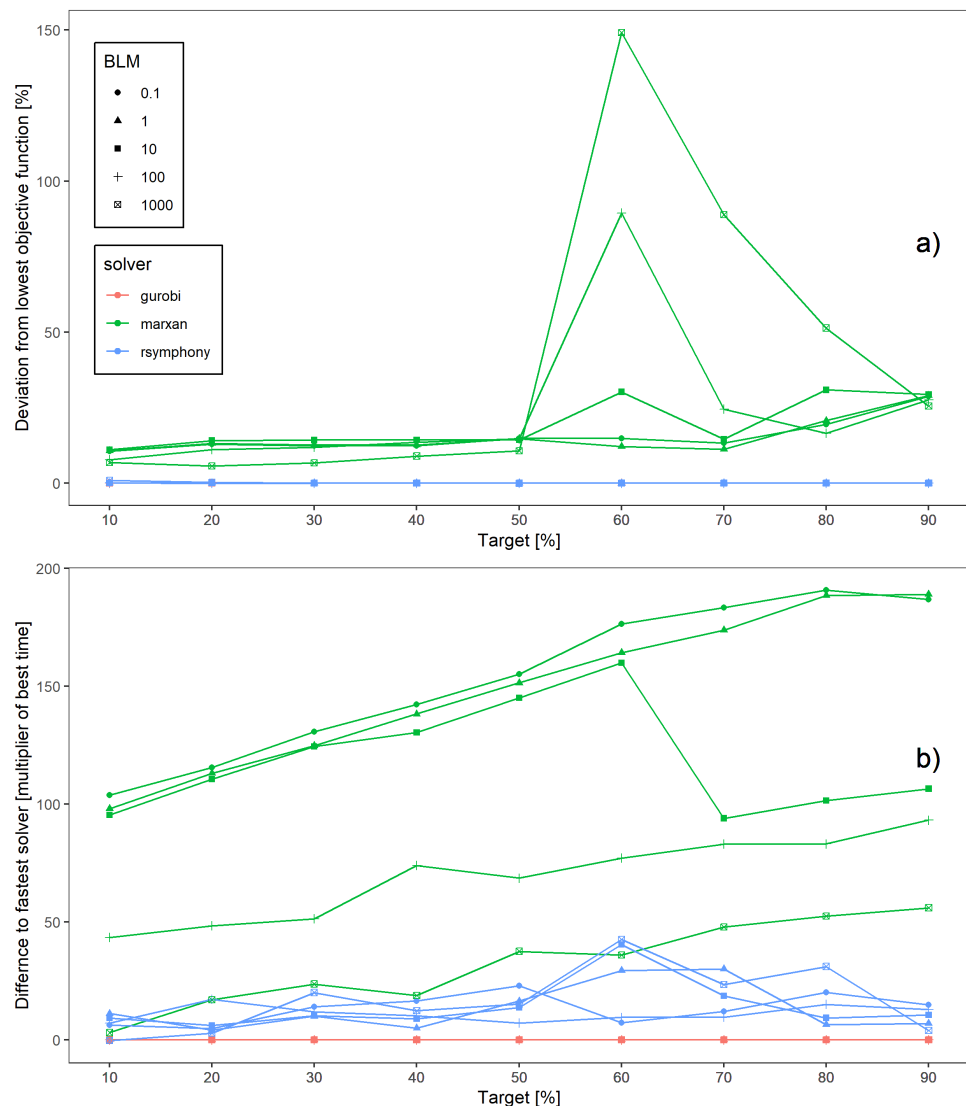 Deviation from lowest objective function [%]
150
100
50
0
BLM
0.1
1
10
100
1000
solver
gurobi
marxan
rsymphony
a)
10 20 30 40 50 60 70 80 90
Target [%]
Differnce to fastest solver [multiplier of best time]
200
150
100
50
0
b)
10 20 30 40 50 60 70 80 90
Target [%]